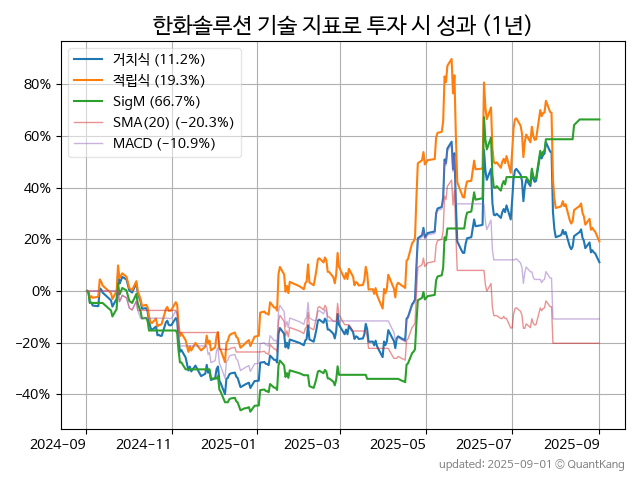 한화솔루션 기술 지표로 투자 시 성과 (1년)
거치식 (11.2%)
적립식 (19.3%)
SigM (66.7%)
SMA(20) (−20.3%)
MACD (−10.9%)
80%
60%
40%
20%
0%
−20%
−40%
2024-09 2024-11 2025-01 2025-03 2025-05 2025-07 2025-09
updated: 2025-09-01 © QuantKang